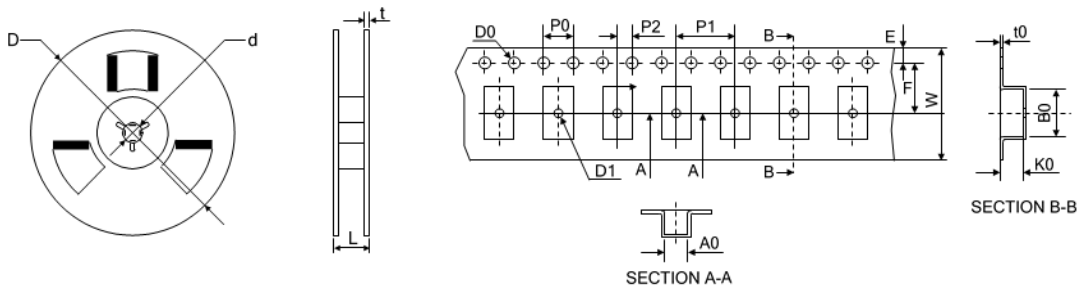 D
d
t
L
D0
P0
P2
P1
B
E
F
W
D1
A
A
B
A0
SECTION A-A
t0
B0
K0
SECTION B-B